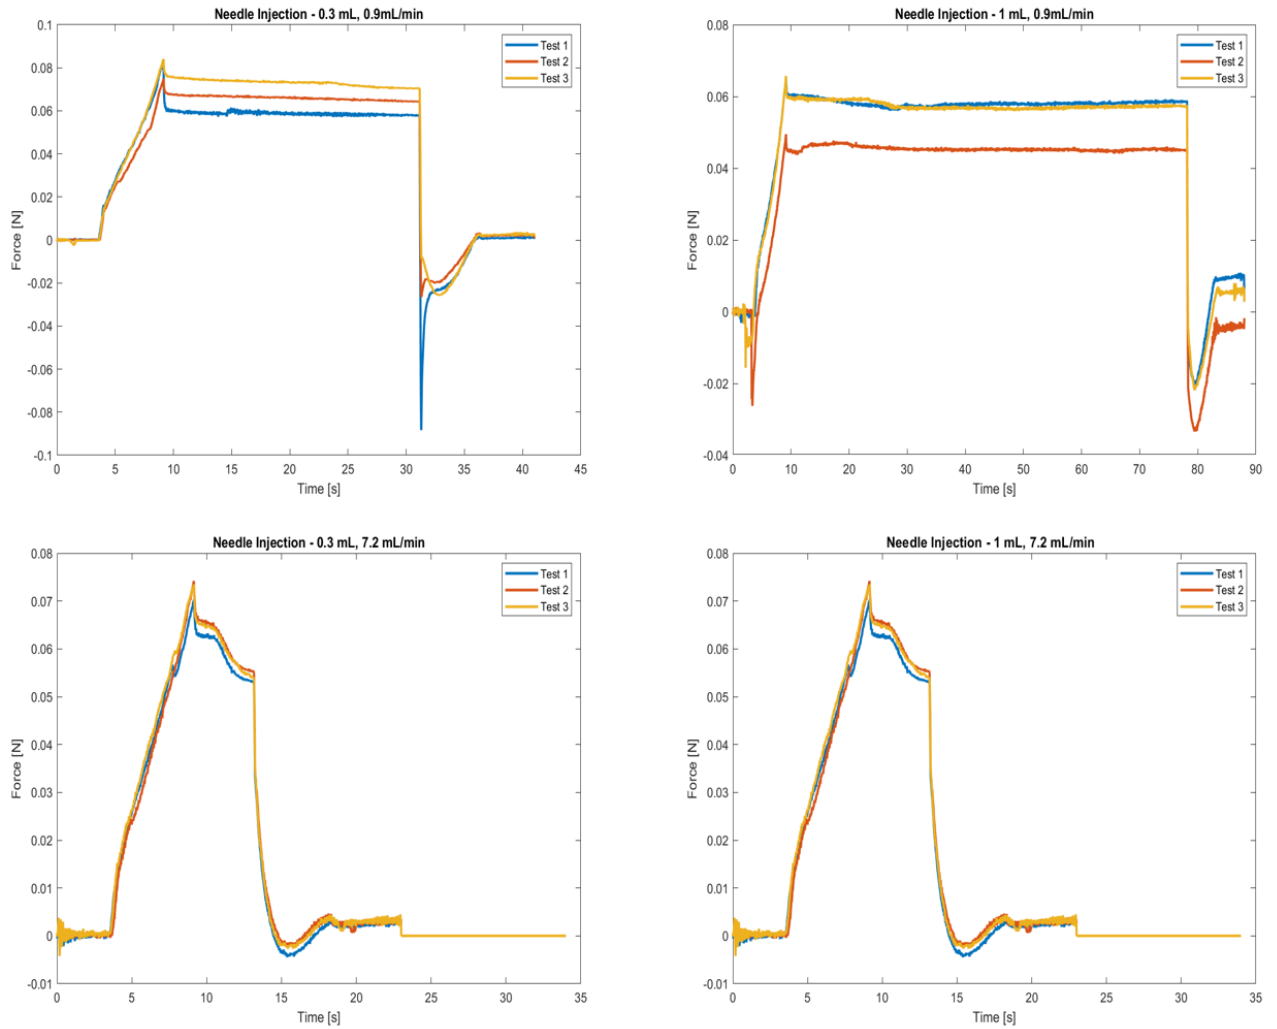 Needle Injection - 0.3 mL, 0.9mL/min
0.1
0.08
0.06
0.04
0.02
0
-0.02
-0.04
-0.06
-0.08
-0.1
Force [N]
0 5 10 15 20 25 30 35 40 45
Time [s]
Test 1
Test 2
Test 3
Needle Injection - 1 mL, 0.9mL/min
0.08
0.06
0.04
0.02
0
-0.02
-0.04
Force [N]
0 10 20 30 40 50 60 70 80 90
Time [s]
Test 1
Test 2
Test 3
Needle Injection - 0.3 mL, 7.2 mL/min
0.08
0.07
0.06
0.05
0.04
0.03
0.02
0.01
0
-0.01
Force [N]
0 5 10 15 20 25 30 35
Time [s]
Test 1
Test 2
Test 3
Needle Injection - 1 mL, 7.2 mL/min
0.08
0.07
0.06
0.05
0.04
0.03
0.02
0.01
0
-0.01
Force [N]
0 5 10 15 20 25 30 35
Time [s]
Test 1
Test 2
Test 3